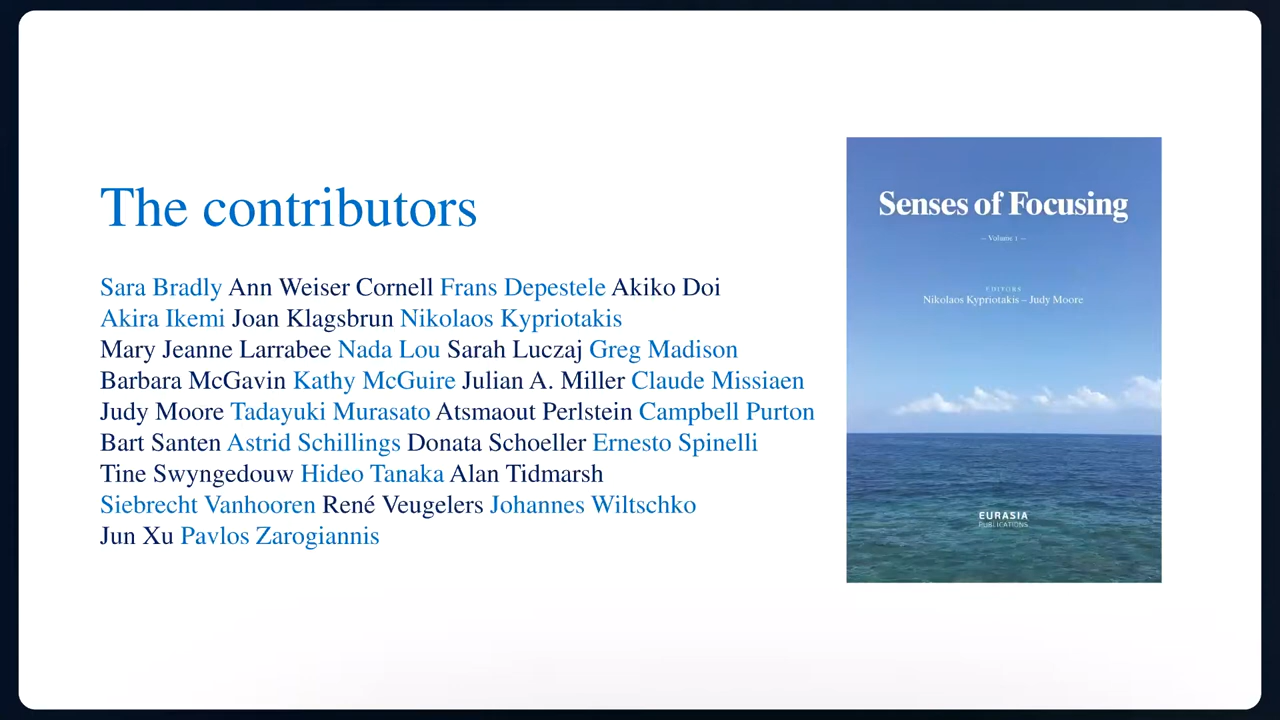 The contributors
Sara Bradly Ann Weiser Cornell Frans Depestele Akiko Doi
Akira Ikemi Joan Klagsbrun Nikolaos Kypriotakis
Mary Jeanne Larrabee Nada Lou Sarah Luczaj Greg Madison
Barbara McGavin Kathy McGuire Julian A. Miller Claude Missiaen
Judy Moore Tadayuki Murasato Atsmaout Perlstein Campbell Purton
Bart Santen Astrid Schillings Donata Schoeller Ernesto Spinelli
Tine Swyngedouw Hideo Tanaka Alan Tidmarsh
Siebrecht Vanhooren René Veugelers Johannes Wiltschko
Jun Xu Pavlos Zarogiannis
Senses of Focusing
– Volume 1 –
EDITORS
Nikolaos Kypriotakis – Judy Moore
EURASIA
PUBLICATIONS